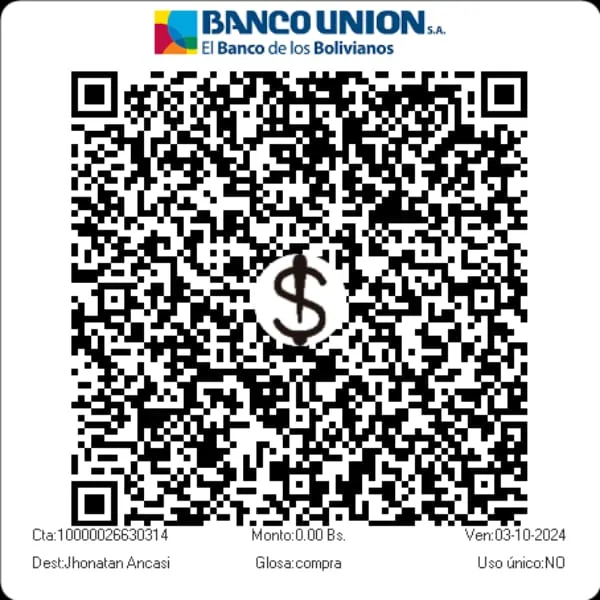 BANCO UNION S.A.
El Banco de los Bolivianos
$
Cta:10000026630314 Monto:0.00 Bs. Ven:03-10-2024
Dest:Jhonatan Ancasi Glosa:compra Uso único:NO